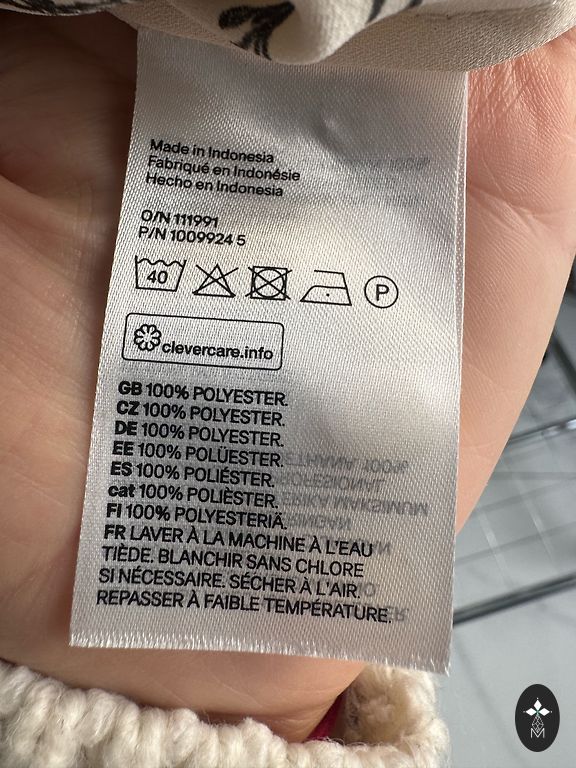 Made in Indonesia
Fabriqué en Indonésie
Hecho en Indonesia
O/N 111991
P/N 1009924 5
40 P
clevercare.info
GB 100% POLYESTER.
CZ 100% POLYESTER.
DE 100% POLYESTER.
EE 100% POLÜESTER.
ES 100% POLIÉSTER.
cat 100% POLIÈSTER.
FI 100% POLYESTERIÄ.
FR LAVER À LA MACHINE À L'EAU
TIÈDE. BLANCHIR SANS CHLORE
SI NÉCESSAIRE. SÉCHER À L'AIR.
REPASSER À FAIBLE TEMPÉRATURE.